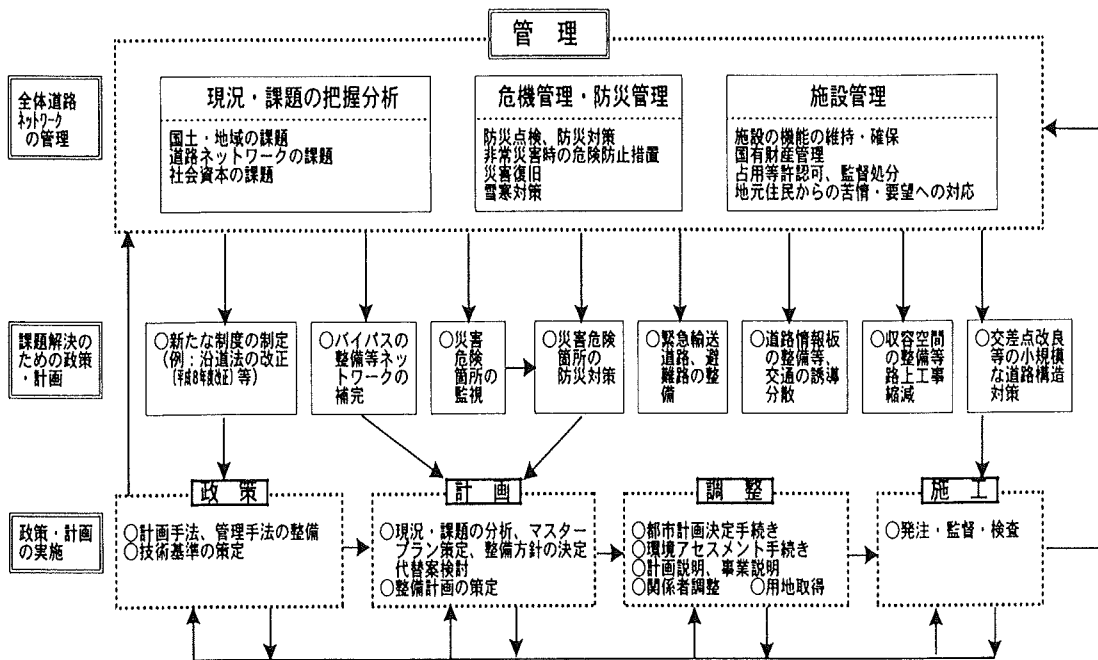 管 理
全体道路
ネットワーク
の管理
現況・課題の把握分析
国土・地域の課題
道路ネットワークの課題
社会資本の課題
危機管理・防災管理
防災点検、防災対策
非常災害時の危険防止措置
災害復旧
雪寒対策
施設管理
施設の機能の維持・確保
国有財産管理
占用等許認可、監督処分
地元住民からの苦情・要望への対応
課題解決の
ための政策
・計画
○新たな制度の制定
(例；沿道法の改正
(平成8年度改正)等)
○バイパスの
整備等ネッ
トワークの
補完
○災害
危険
箇所の
監視
○災害危険
箇所の
防災対策
○緊急輸送
道路、避
難路の整
備
○道路情報板
の整備等、
交通の誘導
分散
○収容空間
の整備等
路上工事
縮減
○交差点改良
等の小規模
な道路構造
対策
政策・計画
の実施
政 策
○計画手法、管理手法の整備
○技術基準の策定
計 画
○現況・課題の分析、マスター
プラン策定、整備方針の決定
代替案検討
○整備計画の策定
調 整
○都市計画決定手続き
○環境アセスメント手続き
○計画説明、事業説明
○関係者調整 ○用地取得
施 工
○発注・監督・検査